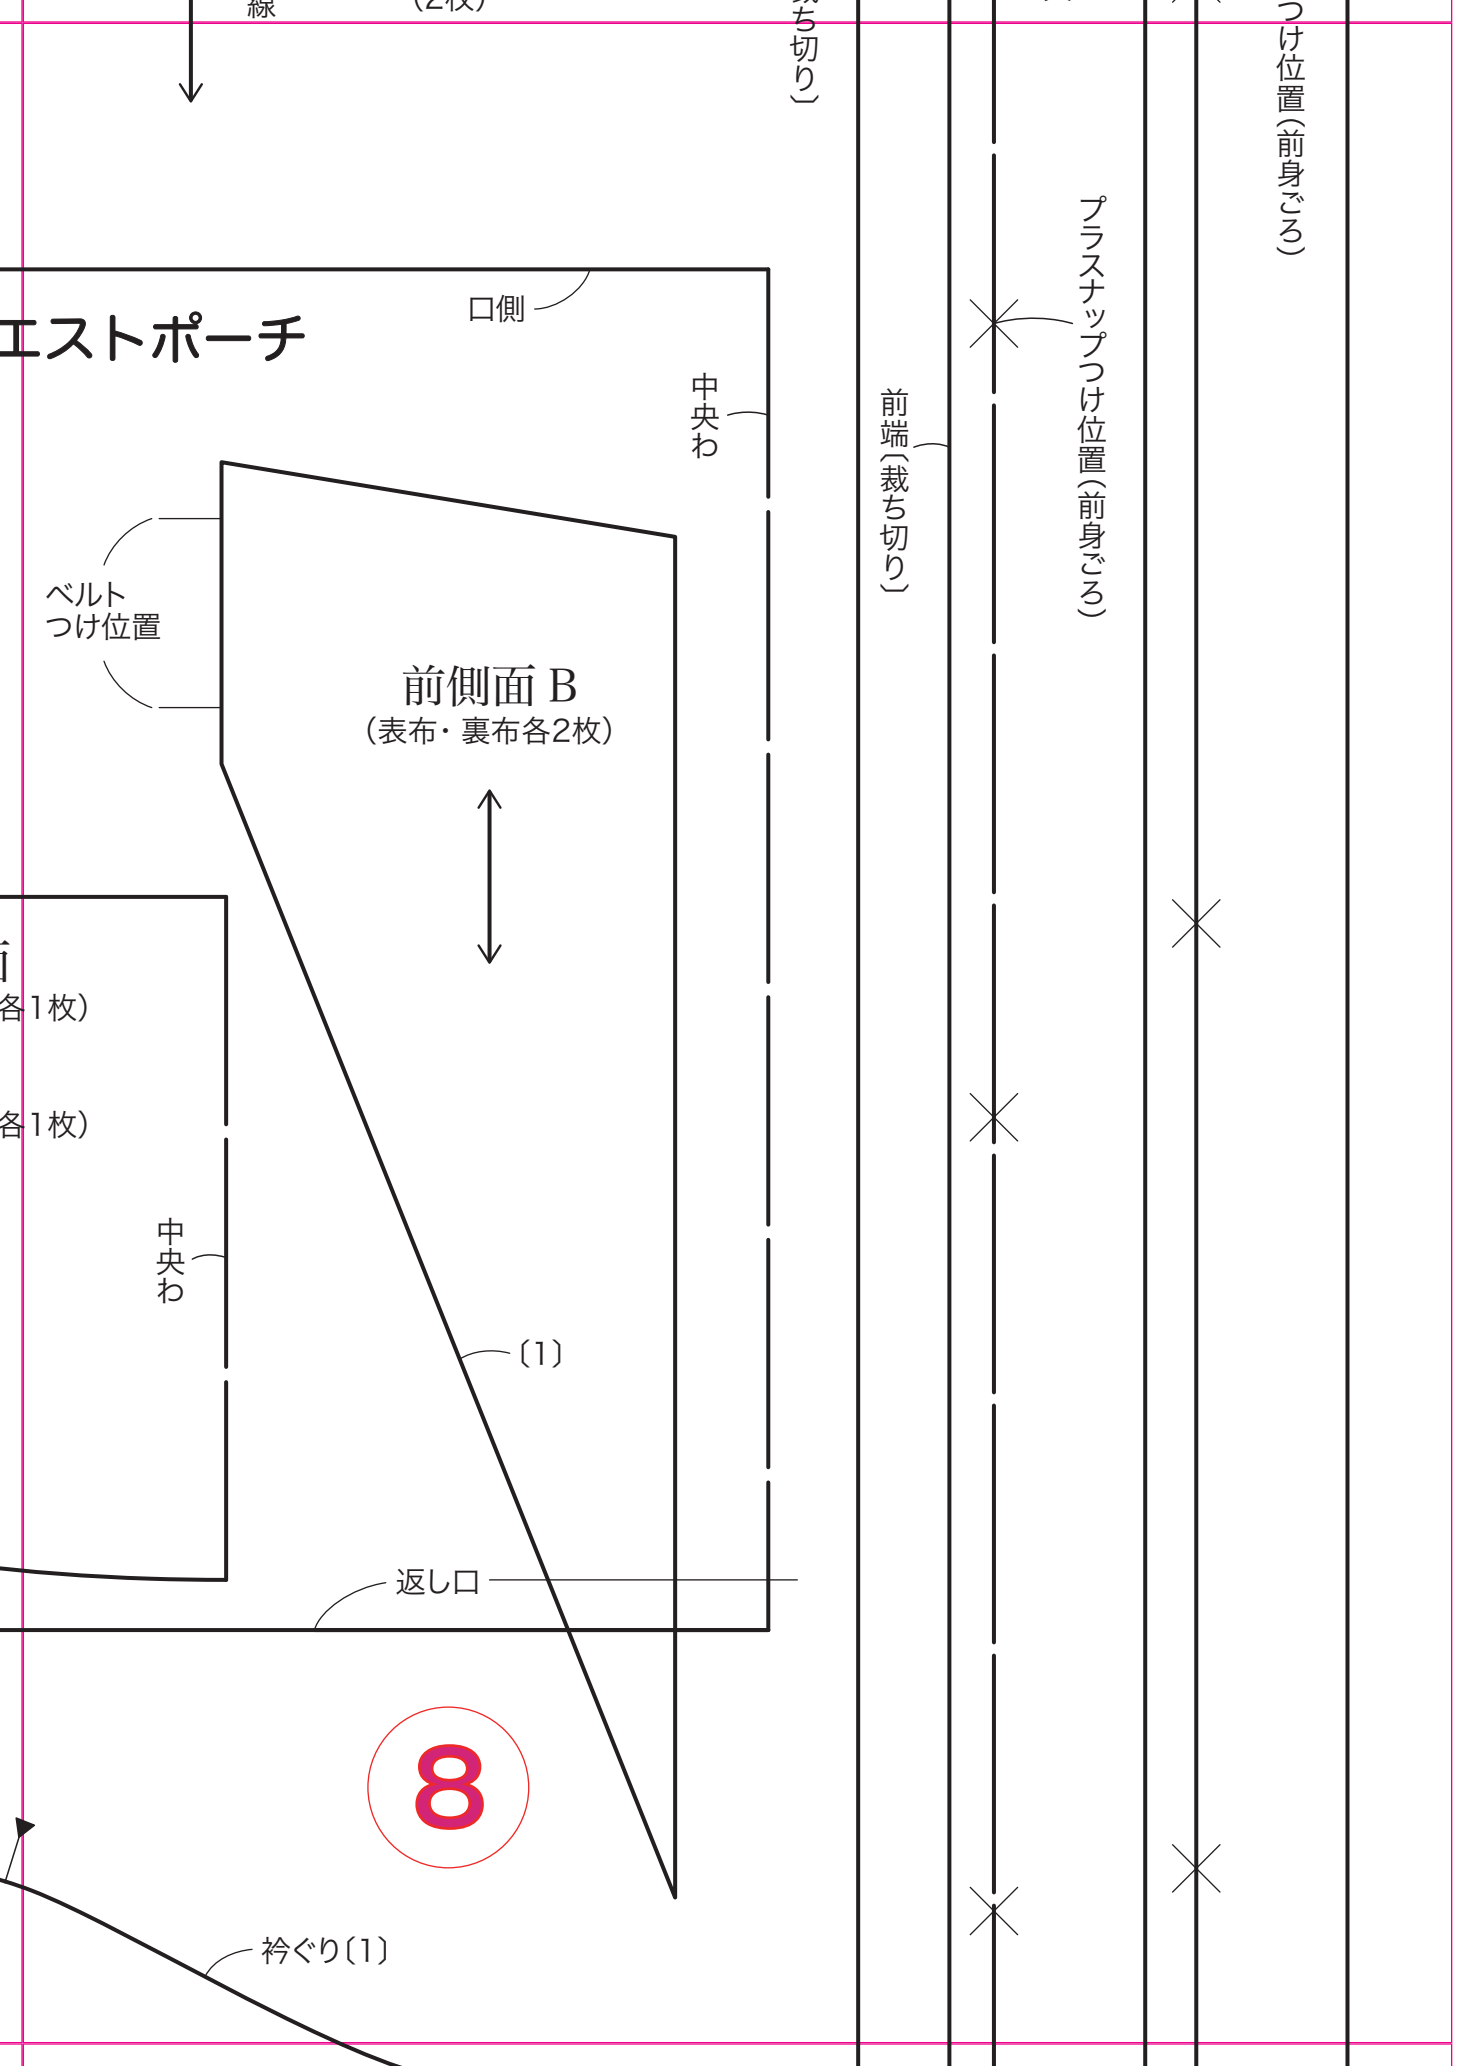 線
(2枚)
ち切り〕
つけ位置(前身ごろ)
プラスナップつけ位置(前身ごろ)
口側
エストポーチ
中央わ
前端〔裁ち切り〕
ベルト
つけ位置
前側面 B
(表布・裏布各2枚)
各1枚)
各1枚)
中央わ
〔1〕
返し口
8
衿ぐり〔1〕